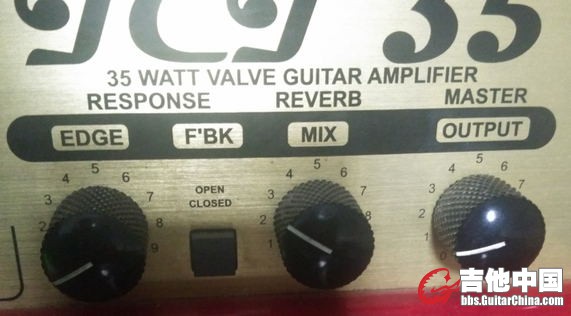 35
35 WATT VALVE GUITAR AMPLIFIER
RESPONSE REVERB MASTER
EDGE F'BK MIX OUTPUT
OPEN
CLOSED
2 3 4 5 6 7 8 9
1 2 3 4 5 6 7 8
0 1 2 3 4 5 6 7
吉他中国
bbs.GuitarChina.com